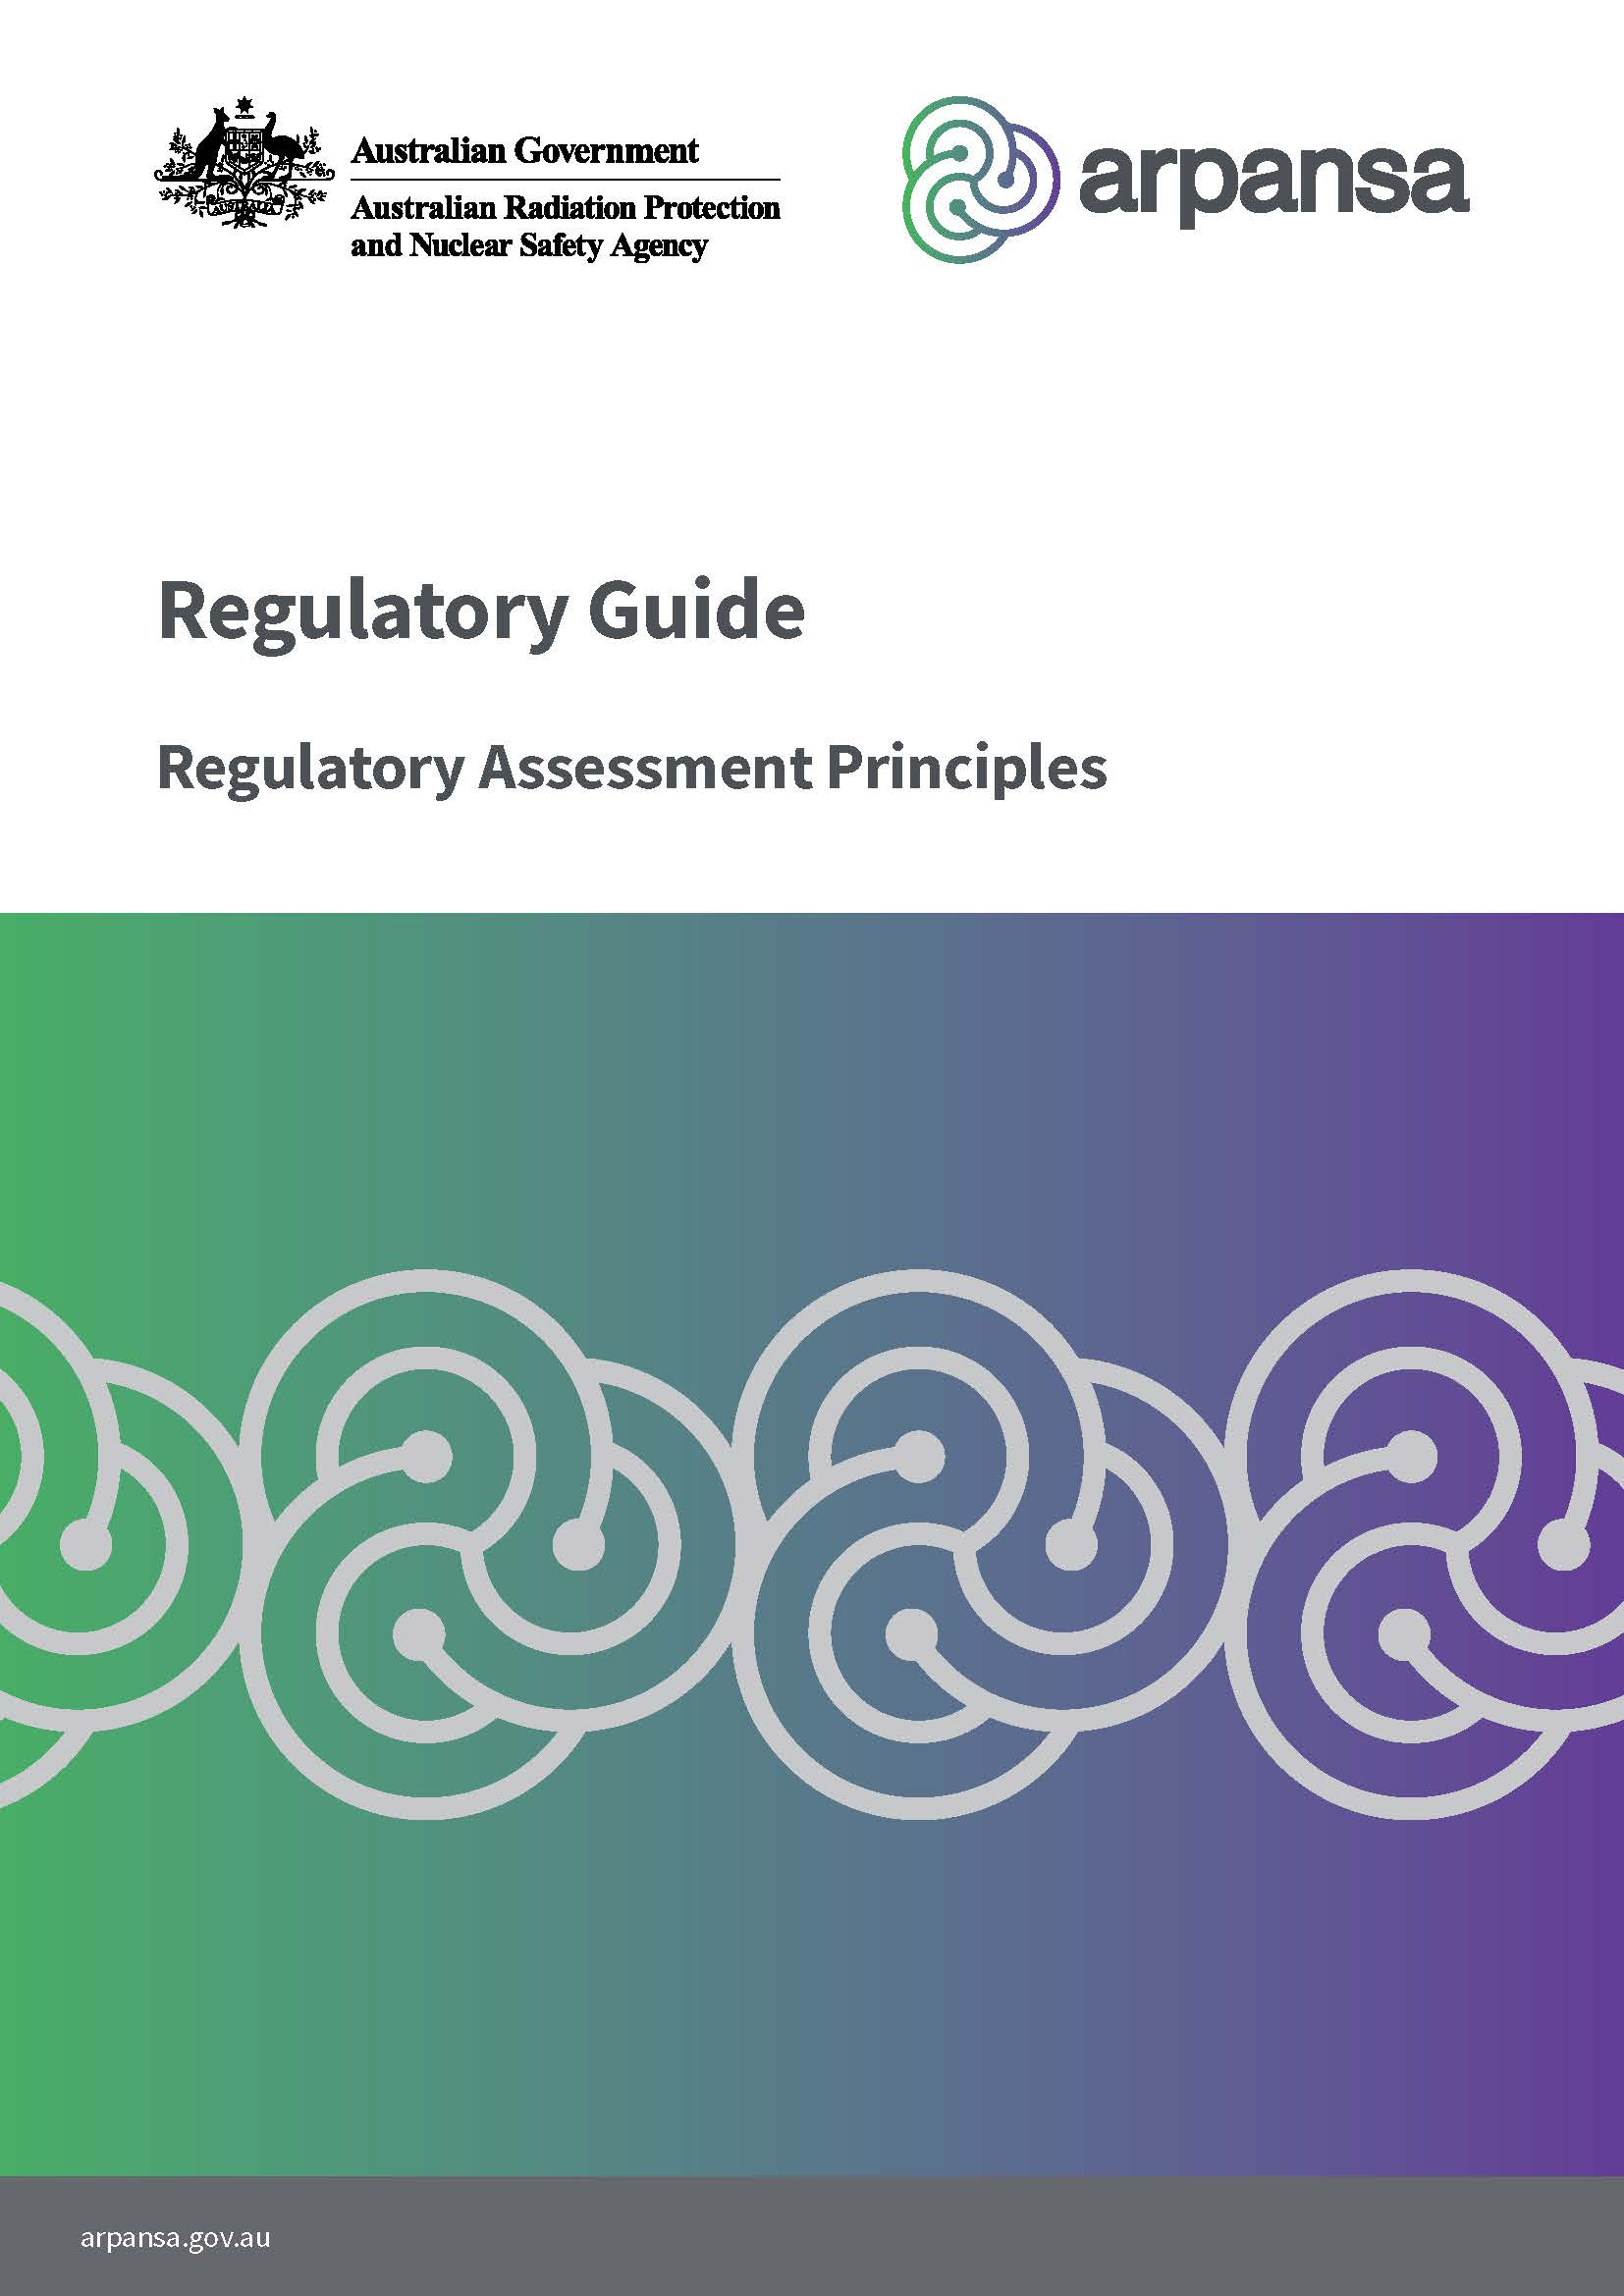 Australian Government
Australian Radiation Protection
and Nuclear Safety Agency
arpansa
Regulatory Guide
Regulatory Assessment Principles
arpansa.gov.au